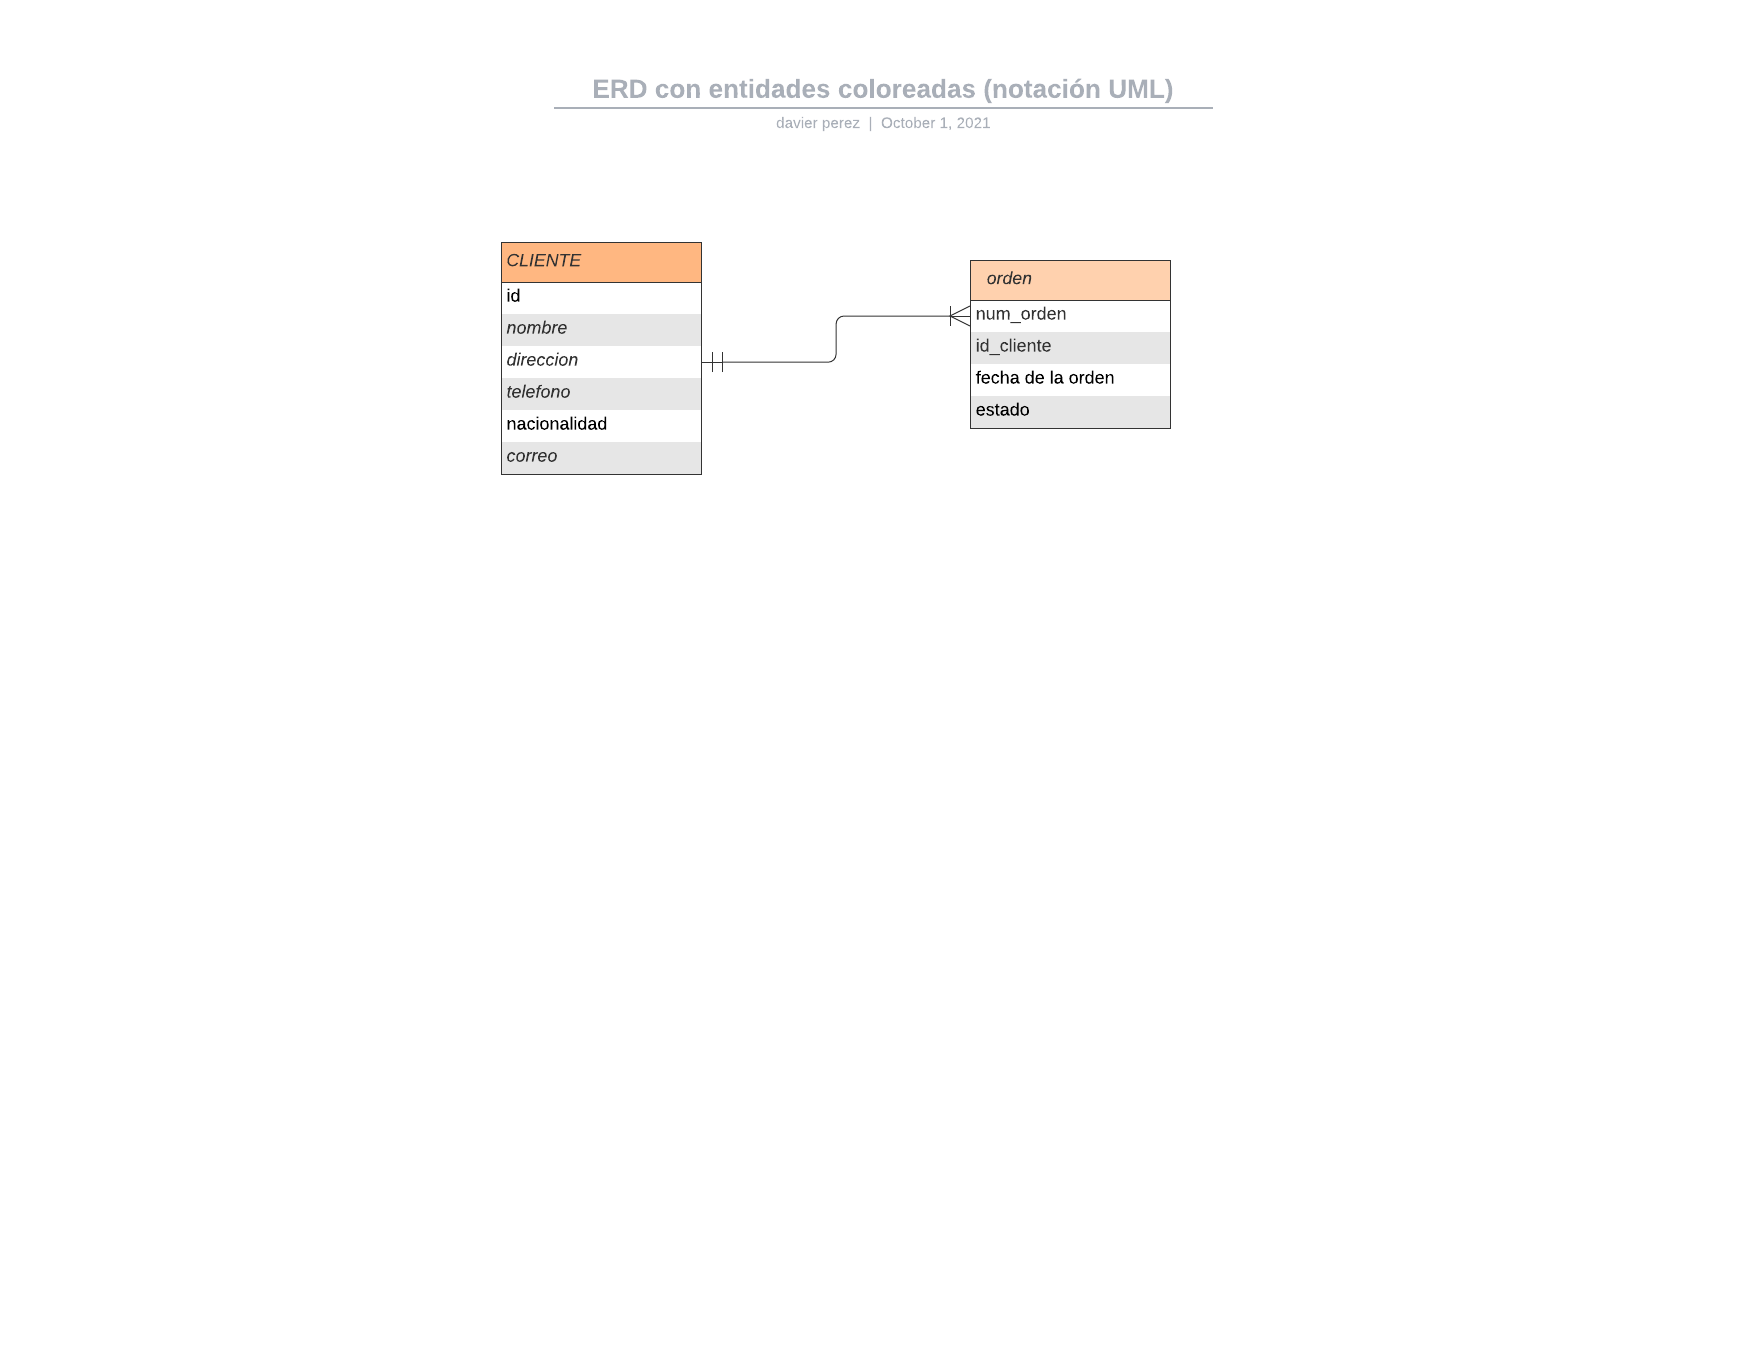 ERD con entidades coloreadas (notación UML)
davier perez | October 1, 2021
CLIENTE
id
nombre
direccion
telefono
nacionalidad
correo
orden
num_orden
id_cliente
fecha de la orden
estado